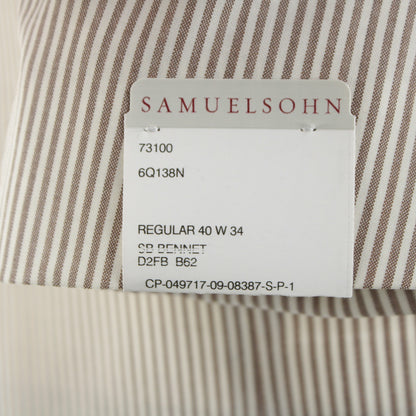 SAMUELSOHN
73100
6Q138N
REGULAR 40 W 34
SB BENNET
D2FB B62
CP-049717-09-08387-S-P-1